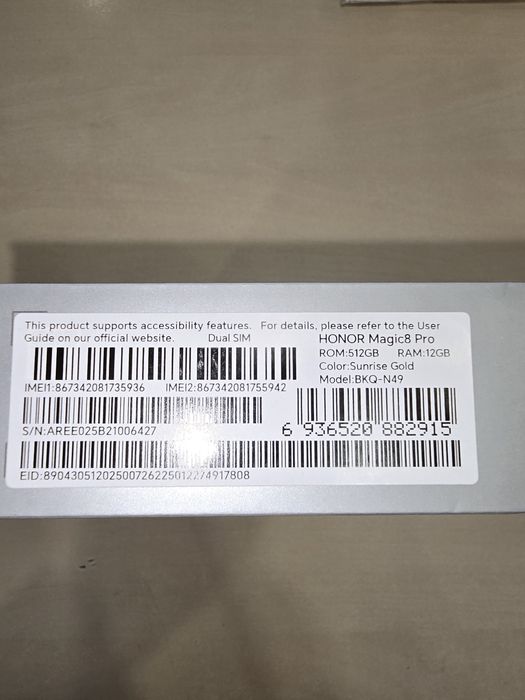 This product supports accessibility features. For details, please refer to the User
Guide on our official website. Dual SIM
HONOR Magic8 Pro
ROM:512GB RAM:12GB
Color:Sunrise Gold
Model:BKQ-N49
IMEI1:867342081735936 IMEI2:867342081755942
S/N:AREE025B21006427
6 936520 882915
EID:89043051202500726225012274917808